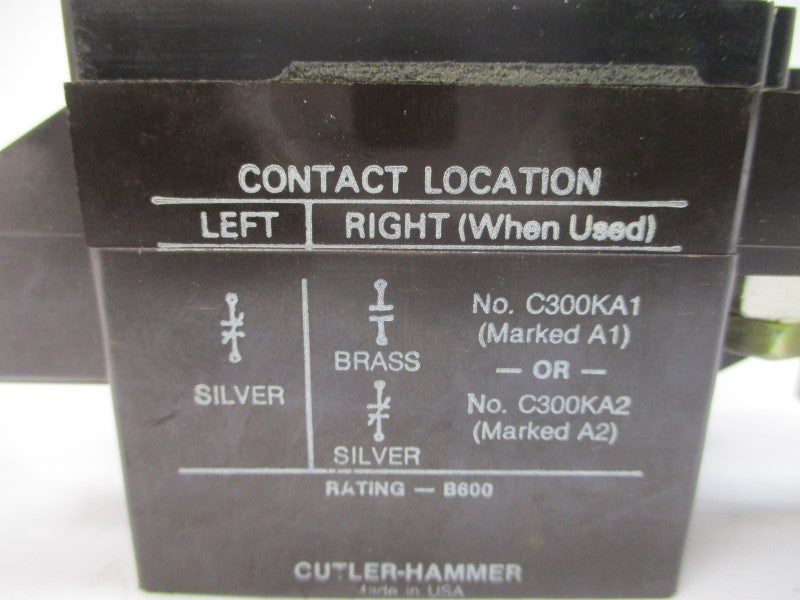 CONTACT LOCATION
LEFT RIGHT (When Used)
SILVER
BRASS
SILVER
No. C300KA1
(Marked A1)
— OR —
No. C300KA2
(Marked A2)
RATING — B600
CUTLER-HAMMER
Made in USA